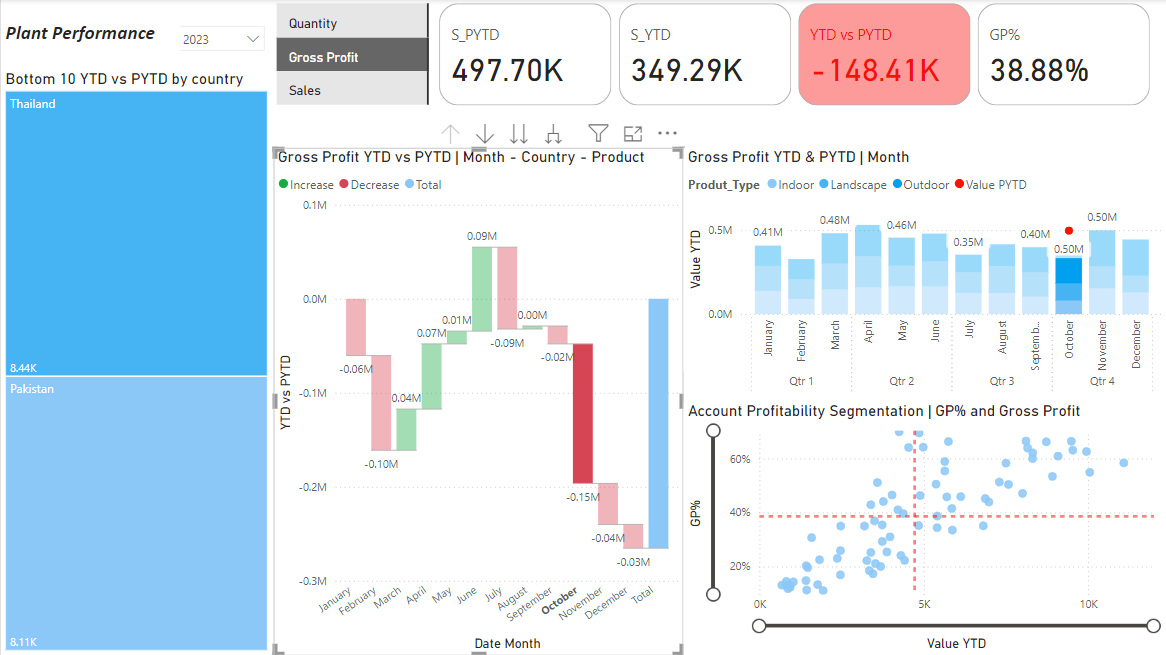 Plant Performance
2023
Bottom 10 YTD vs PYTD by country
Thailand
8.44K
Pakistan
8.11K
Quantity
Gross Profit
Sales
S_PYTD
497.70K
S_YTD
349.29K
YTD vs PYTD
-148.41K
GP%
38.88%
Gross Profit YTD vs PYTD | Month - Country - Product
Increase Decrease Total
YTD vs PYTD
0.1M
0.0M
-0.1M
-0.2M
-0.3M
-0.06M
-0.10M
0.04M
0.07M
0.01M
0.09M
-0.09M
0.00M
-0.02M
-0.15M
-0.04M
-0.03M
January
February
March
April
May
June
July
August
September
October
November
December
Total
Date Month
Gross Profit YTD & PYTD | Month
Produt_Type Indoor Landscape Outdoor Value PYTD
Value YTD
0.5M
0.0M
0.41M
0.48M
0.46M
0.35M
0.40M
0.50M
0.50M
January
February
March
April
May
June
July
August
Septemb..
October
November
December
Qtr 1
Qtr 2
Qtr 3
Qtr 4
Account Profitability Segmentation | GP% and Gross Profit
GP%
60%
40%
20%
0K
5K
10K
Value YTD